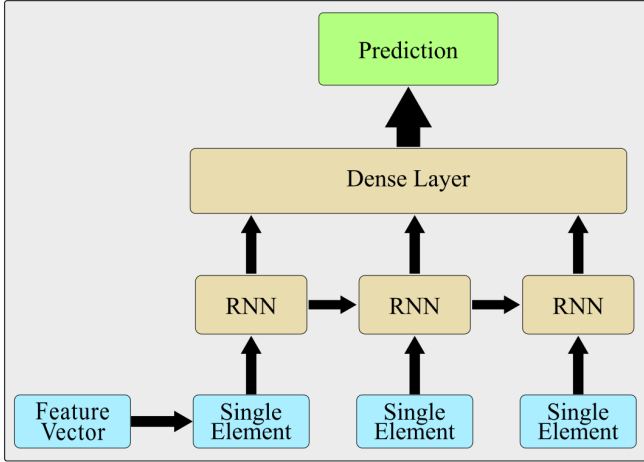 Prediction
Dense Layer
RNN
RNN
RNN
Feature
Vector
Single
Element
Single
Element
Single
Element